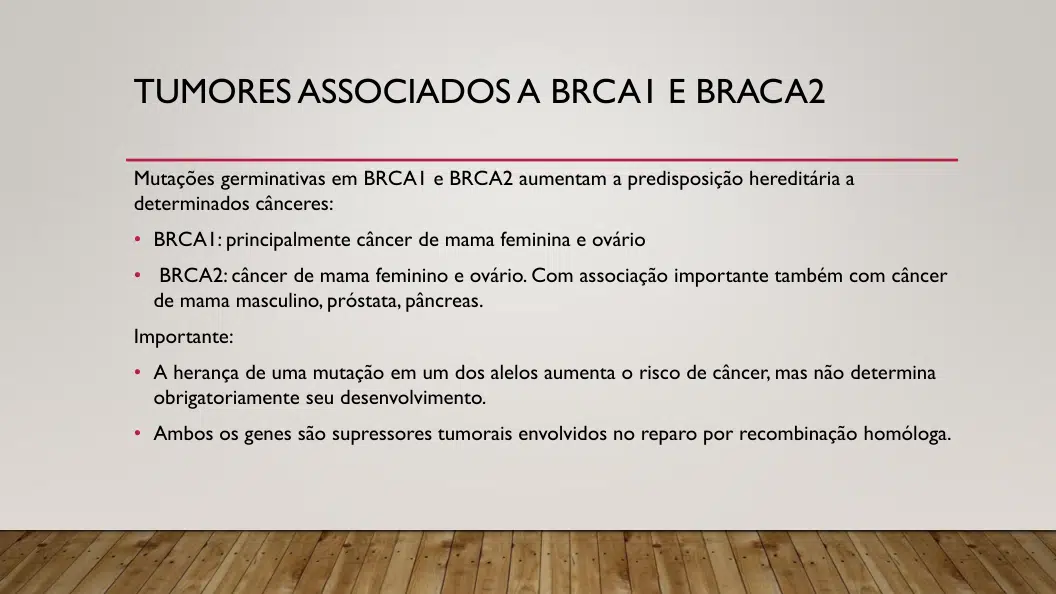 TUMORES ASSOCIADOS A BRCA1 E BRACA2
Mutações germinativas em BRCA1 e BRCA2 aumentam a predisposição hereditária a
determinados cânceres:
• BRCA1: principalmente câncer de mama feminina e ovário
• BRCA2: câncer de mama feminino e ovário. Com associação importante também com câncer
de mama masculino, próstata, pâncreas.
Importante:
• A herança de uma mutação em um dos alelos aumenta o risco de câncer, mas não determina
obrigatoriamente seu desenvolvimento.
• Ambos os genes são supressores tumorais envolvidos no reparo por recombinação homóloga.